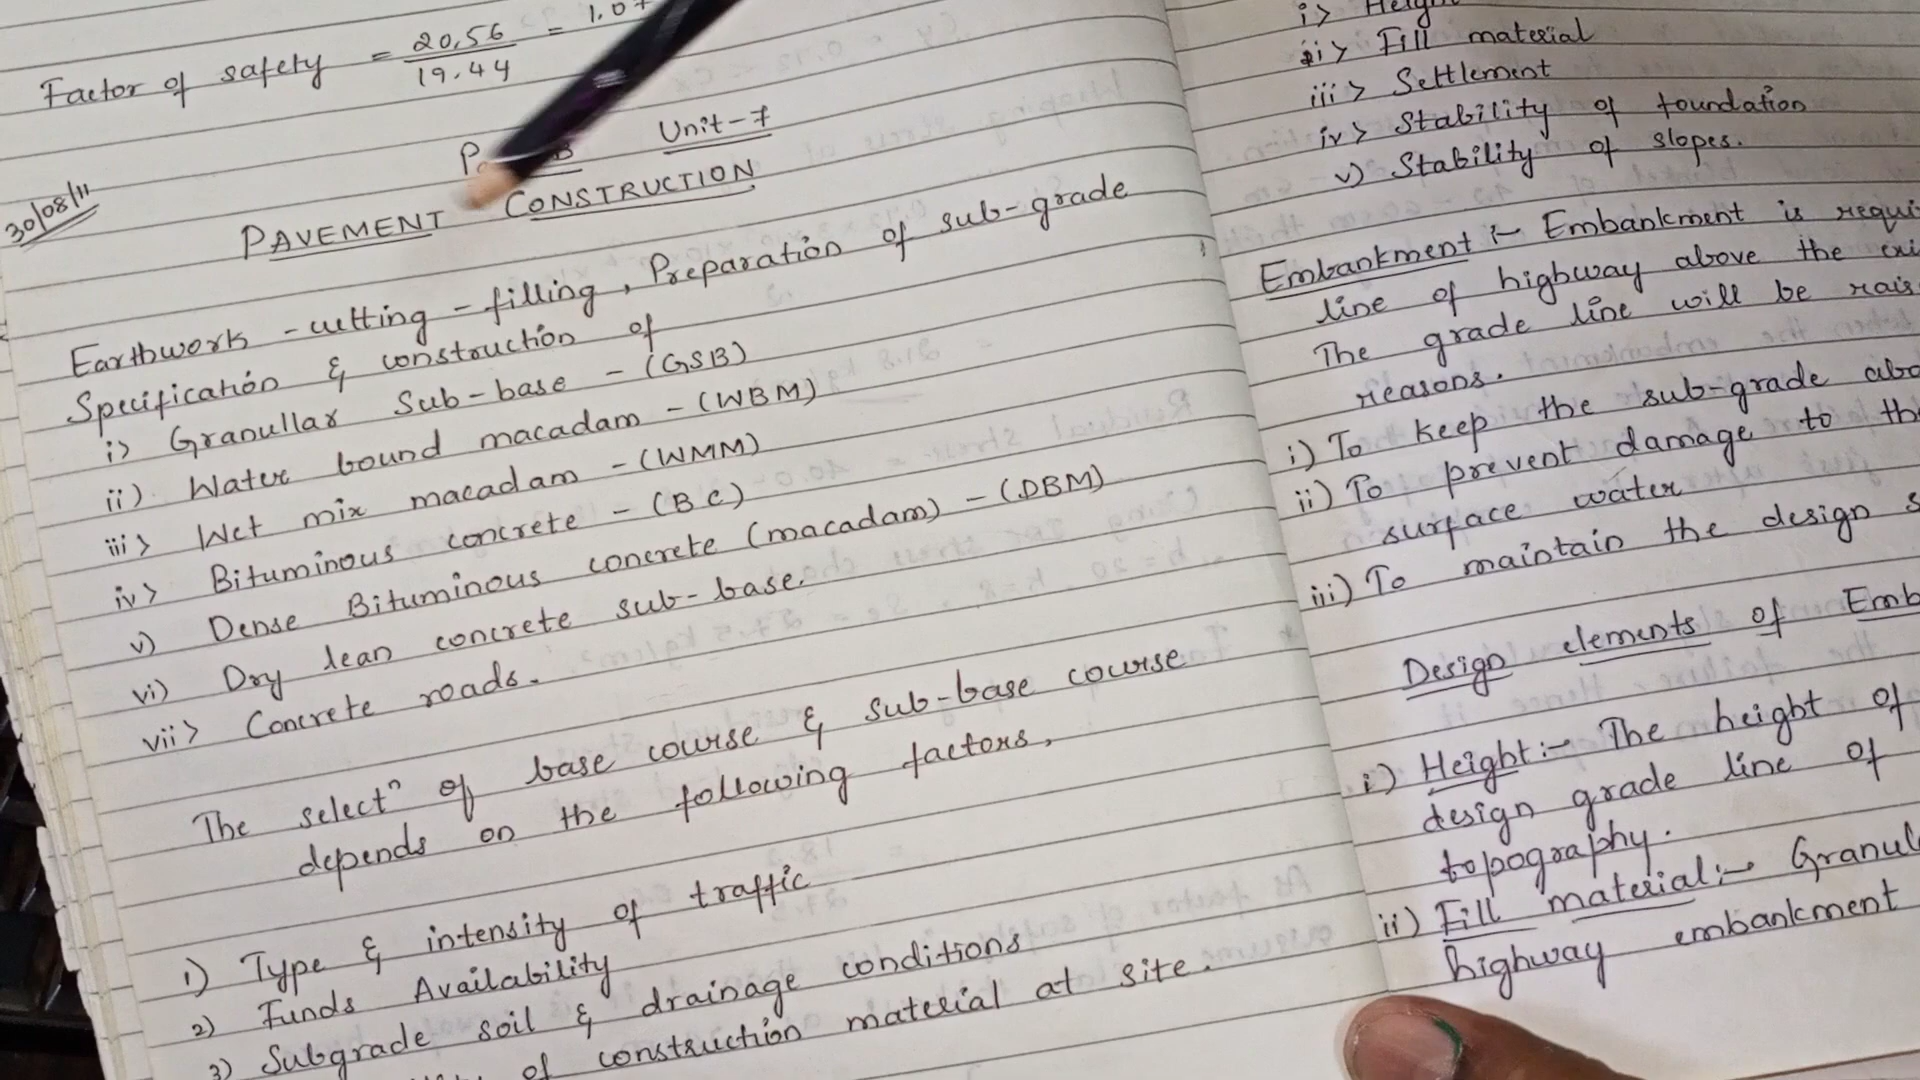 Factor of safety = 20.56 / 19.44 = 1.0
Unit-7
30/08/11
PAVEMENT CONSTRUCTION
Earthwork - cutting - filling, Preparation of sub-grade
Specification & construction of
i> Granullar Sub-base - (GSB)
ii). Water bound macadam - (WBM)
iii> Wet mix macadam - (WMM)
iv> Bituminous concrete - (BC)
v) Dense Bituminous concrete (macadam) - (DBM)
vi) Dry lean concrete sub-base.
vii> Concrete roads.
The selectn of base course & sub-base course
depends on the following factors.
1) Type & intensity of traffic
2) Funds Availability
3) Subgrade soil & drainage conditions
of construction material at site.
i> Height
ii> Fill material
iii> Settlement
iv> Stability of foundation
v) Stability of slopes.
Embankment :- Embankment is
line of highway above the
The grade line will be
reasons.
i) To keep the sub-grade
ii) To prevent damage to
surface water
iii) To maintain the design
Design elements of
i) Height :- The height of
design grade line of
topography.
ii) Fill material :-
highway embankment